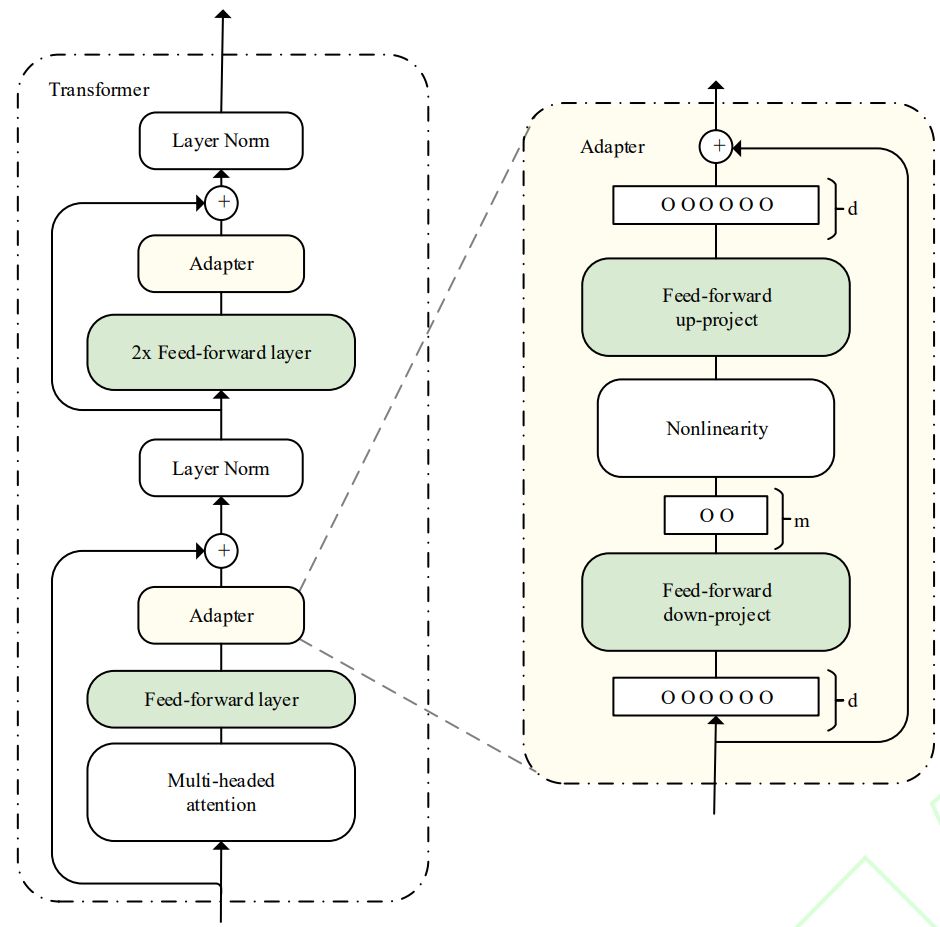 Transformer
Layer Norm
+
Adapter
2x Feed-forward layer
Layer Norm
+
Adapter
Feed-forward layer
Multi-headed
attention
Adapter
+
O O O O O O
d
Feed-forward
up-project
Nonlinearity
O O
m
Feed-forward
down-project
O O O O O O
d